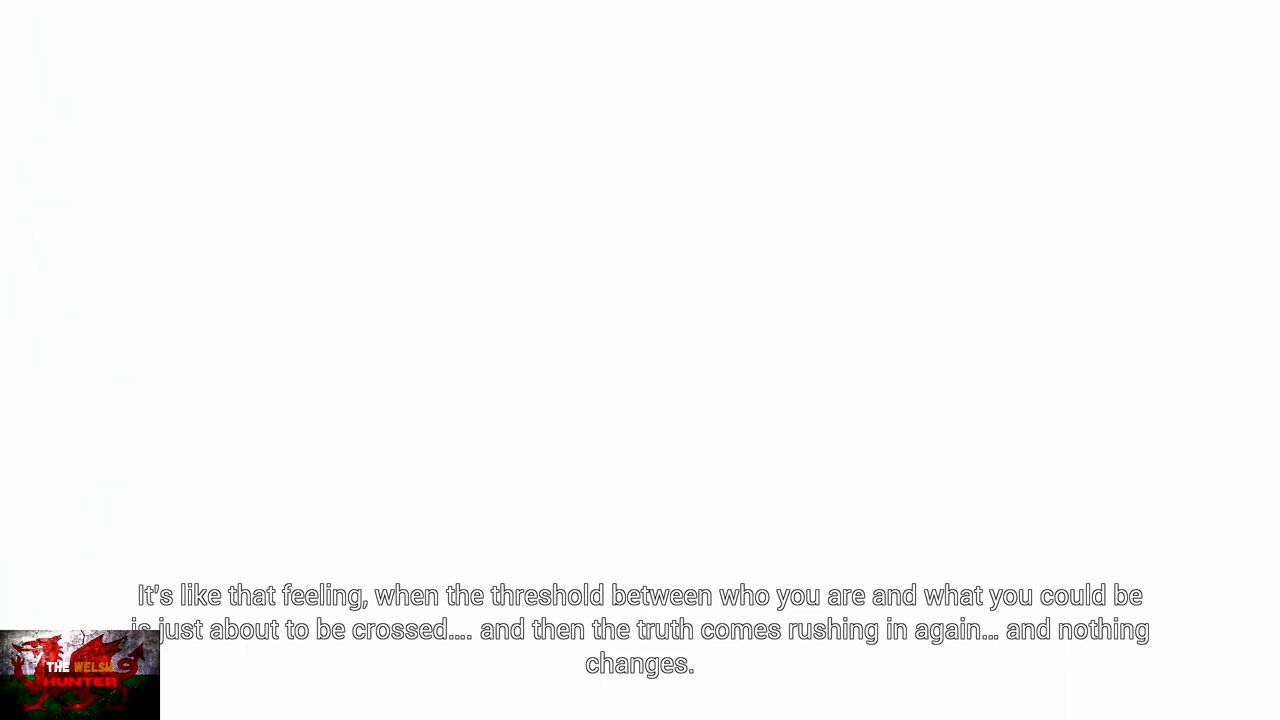 It's like that feeling, when the threshold between who you are and what you could be
is just about to be crossed.... and then the truth comes rushing in again... and nothing
changes.
THE WELSH
HUNTER